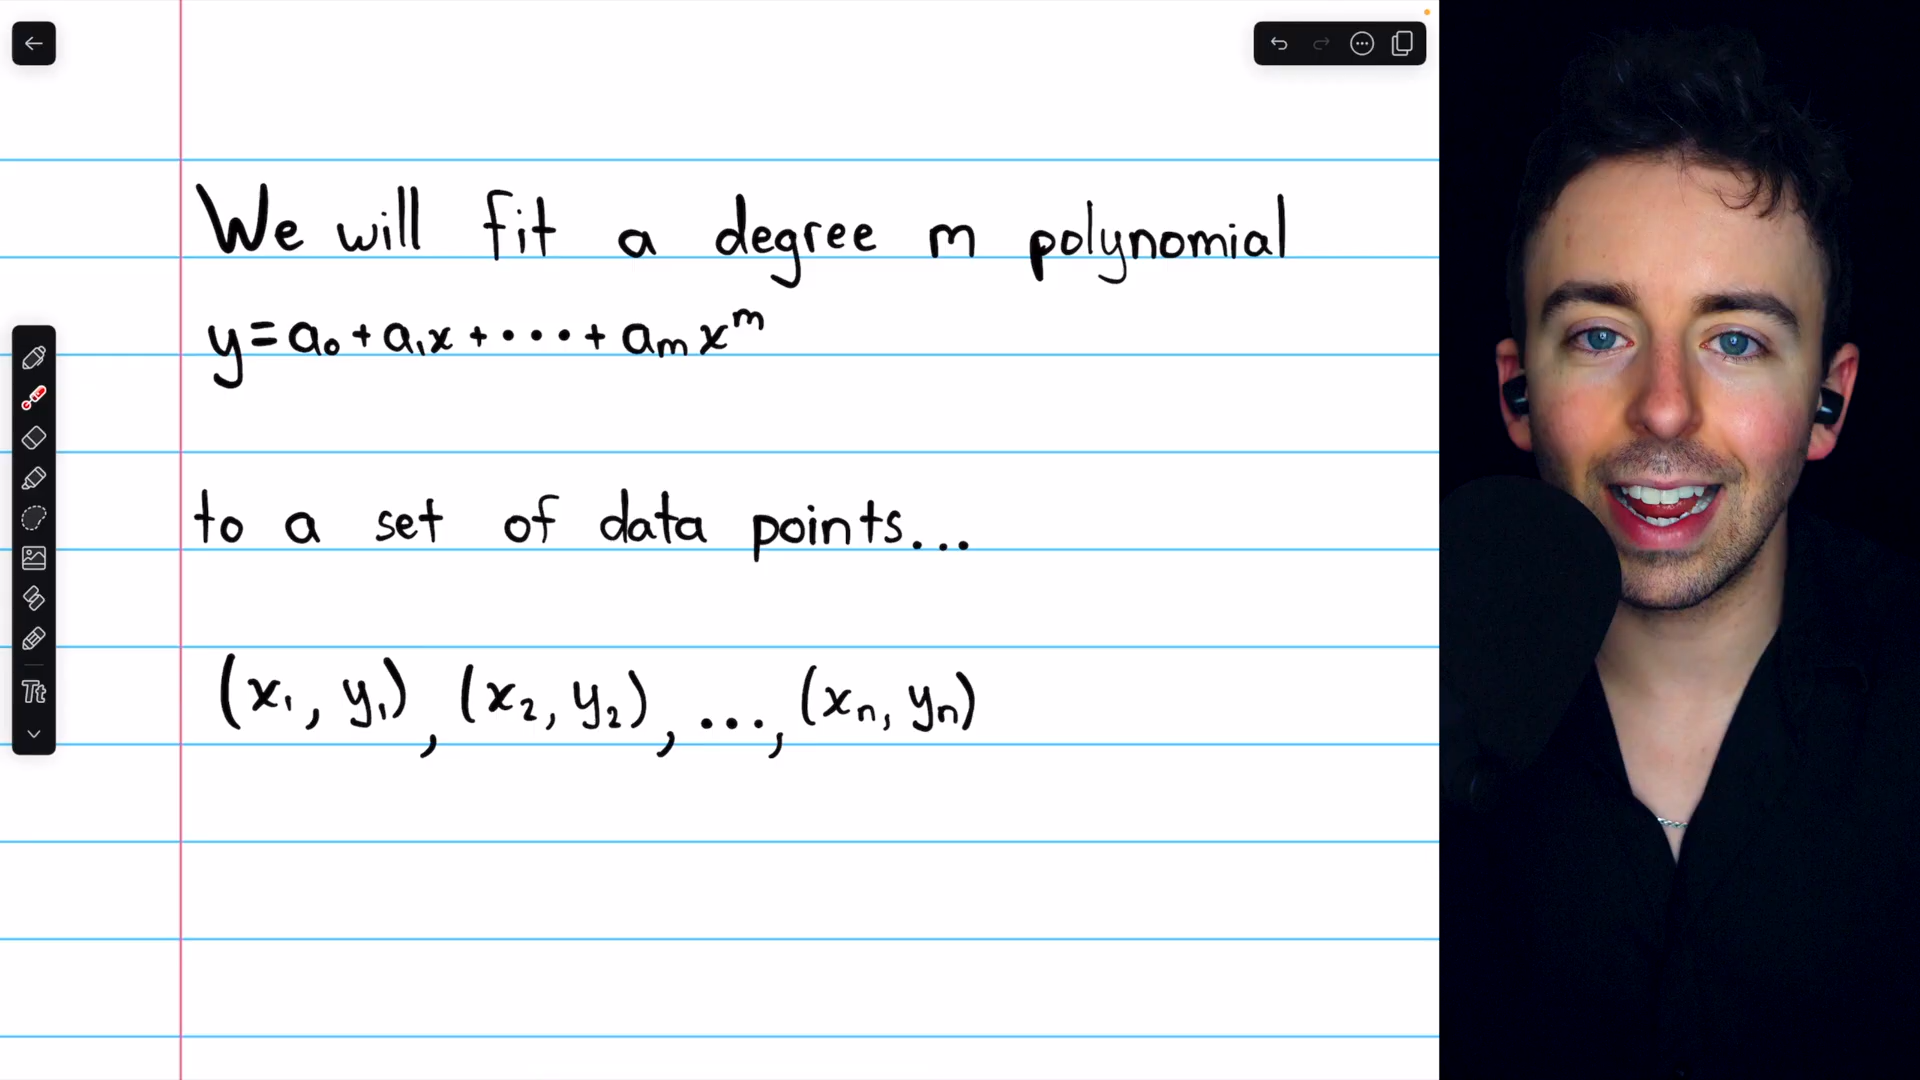 We will fit a degree m polynomial
y = a₀ + a₁x + ··· + aₘxᵐ
to a set of data points...
(x₁, y₁), (x₂, y₂), ..., (xₙ, yₙ)
Tt